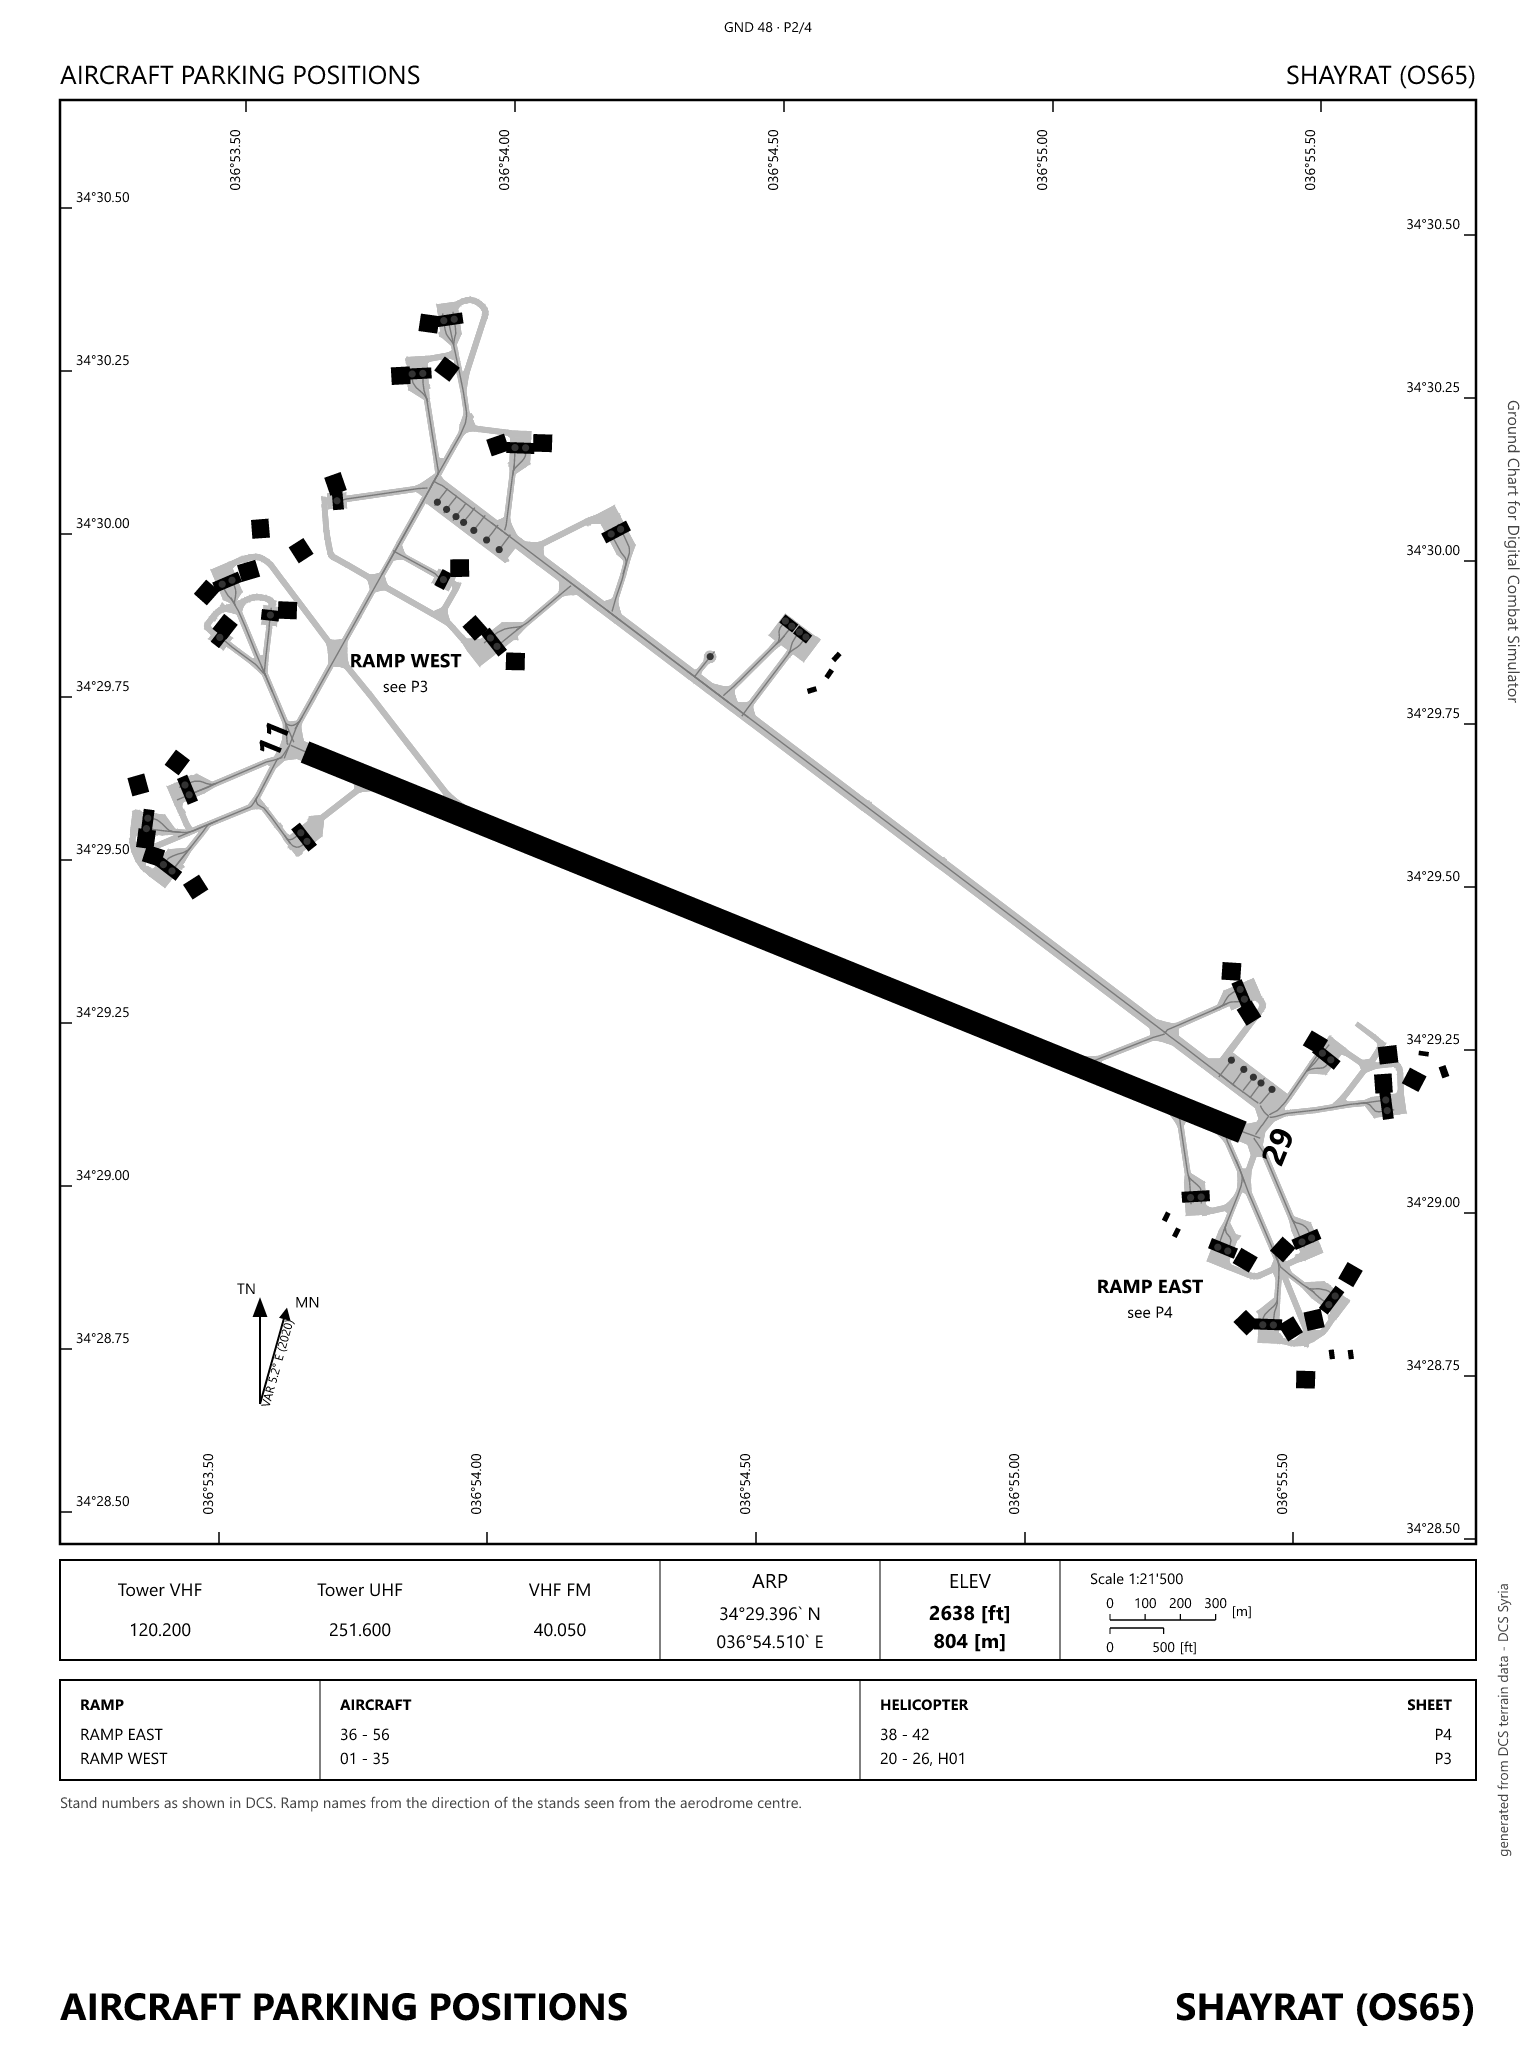 GND 48 · P2/4
AIRCRAFT PARKING POSITIONS
SHAYRAT (OS65)
036°53.50
036°54.00
036°54.50
036°55.00
036°55.50
34°30.50
34°30.50
34°30.25
34°30.25
34°30.00
34°30.00
34°29.75
34°29.75
34°29.50
34°29.50
34°29.25
34°29.25
34°29.00
34°29.00
34°28.75
34°28.75
34°28.50
34°28.50
RAMP WEST
see P3
11
29
RAMP EAST
see P4
TN
MN
VAR 5.2° E (2020)
036°53.50
036°54.00
036°54.50
036°55.00
036°55.50
Ground Chart for Digital Combat Simulator
Tower VHF
120.200
Tower UHF
251.600
VHF FM
40.050
ARP
34°29.396` N
036°54.510` E
ELEV
2638 [ft]
804 [m]
Scale 1:21'500
0 100 200 300 [m]
0 500 [ft]
RAMP AIRCRAFT HELICOPTER SHEET
RAMP EAST 36 - 56 38 - 42 P4
RAMP WEST 01 - 35 20 - 26, H01 P3
Stand numbers as shown in DCS. Ramp names from the direction of the stands seen from the aerodrome centre.
generated from DCS terrain data - DCS Syria
AIRCRAFT PARKING POSITIONS
SHAYRAT (OS65)